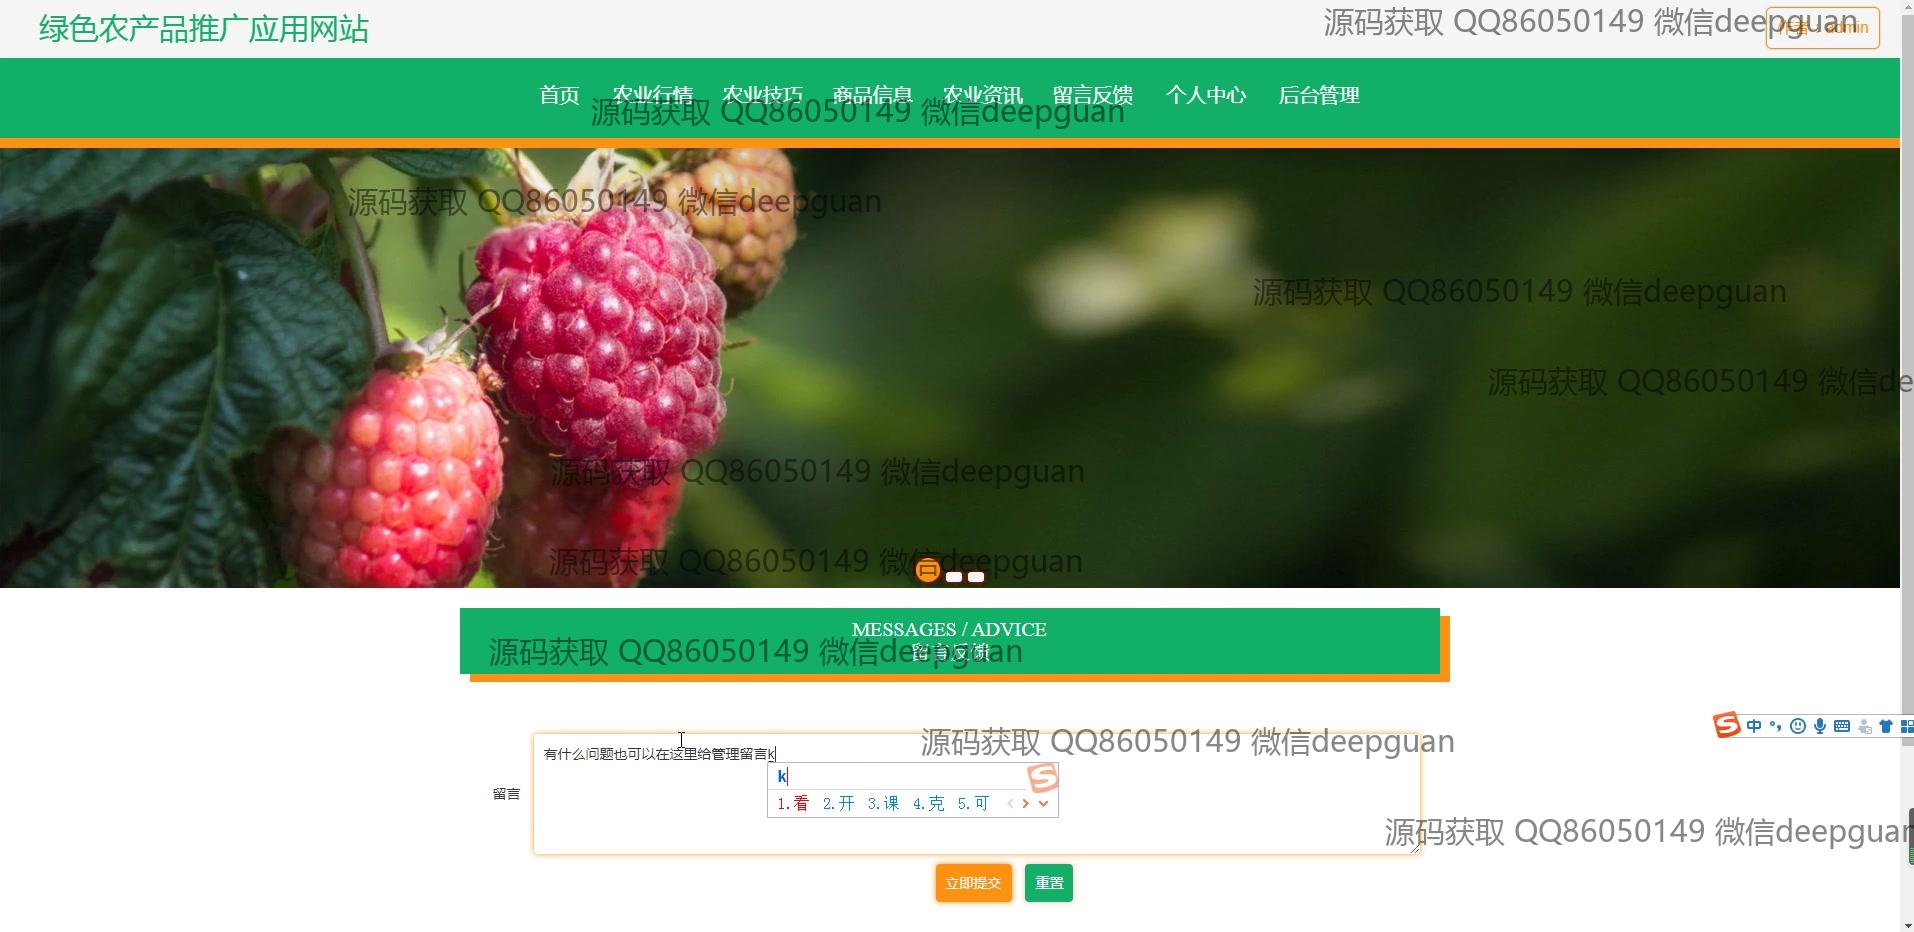 绿色农产品推广应用网站
源码获取 QQ86050149 微信deepguan
作者：admin
首页 农业行情 农业技巧 商品信息 农业资讯 留言反馈 个人中心 后台管理
源码获取 QQ86050149 微信deepguan
源码获取 QQ86050149 微信deepguan
源码获取 QQ86050149 微信deepguan
源码获取 QQ86050149 微信de
源码获取 QQ86050149 微信deepguan
源码获取 QQ86050149 微信deepguan
MESSAGES / ADVICE
留言反馈
源码获取 QQ86050149 微信deepguan
中
源码获取 QQ86050149 微信deepguan
有什么问题也可以在这里给管理留言k
k
留言
1.看 2.开 3.课 4.克 5.可
源码获取 QQ86050149 微信deepguan
立即提交 重置